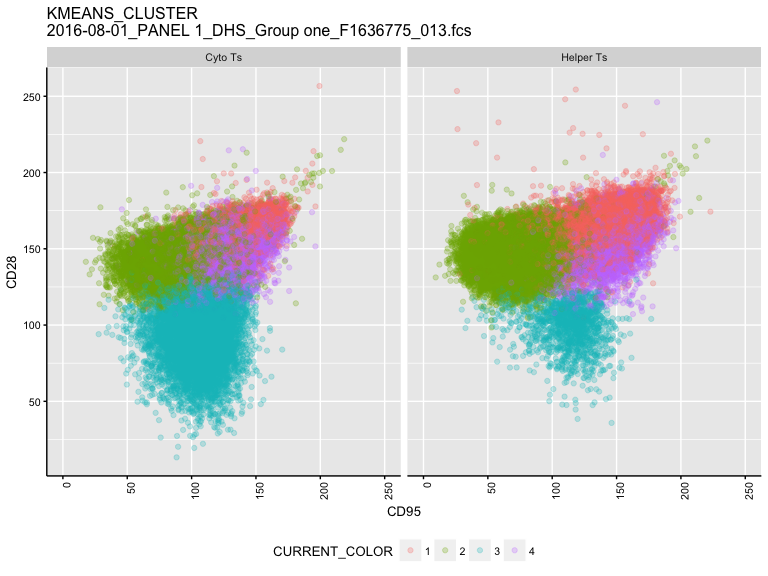 KMEANS_CLUSTER
2016-08-01_PANEL 1_DHS_Group one_F1636775_013.fcs
Cyto Ts
Helper Ts
CD28
250
200
150
100
50
0 50 100 150 200 250
0 50 100 150 200 250
CD95
CURRENT_COLOR 1 2 3 4